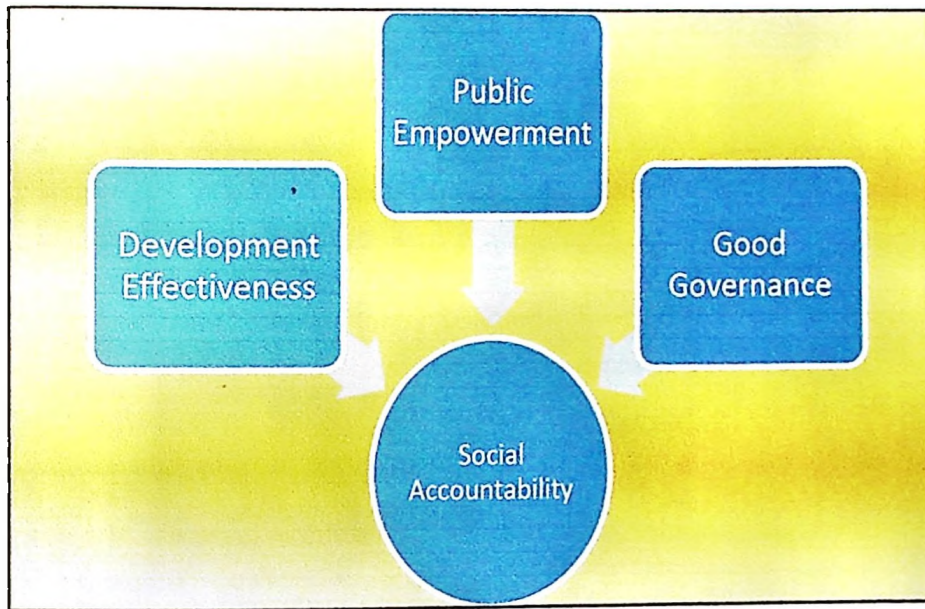 Public
Empowerment
Development
Effectiveness
Good
Governance
Social
Accountability